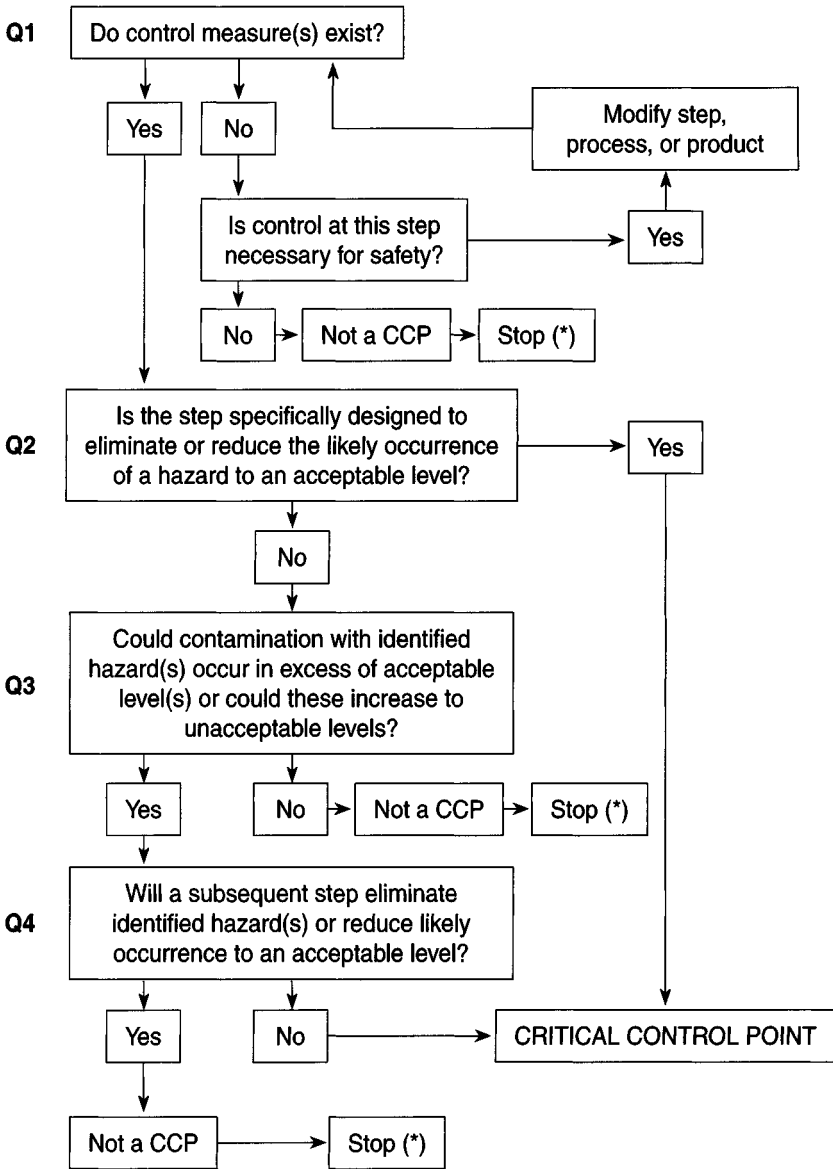 Q1
Do control measure(s) exist?
Yes
No
Modify step,
process, or product
Is control at this step
necessary for safety?
Yes
No
Not a CCP
Stop (*)
Q2
Is the step specifically designed to
eliminate or reduce the likely occurrence
of a hazard to an acceptable level?
Yes
No
Q3
Could contamination with identified
hazard(s) occur in excess of acceptable
level(s) or could these increase to
unacceptable levels?
Yes
No
Not a CCP
Stop (*)
Q4
Will a subsequent step eliminate
identified hazard(s) or reduce likely
occurrence to an acceptable level?
Yes
No
CRITICAL CONTROL POINT
Not a CCP
Stop (*)